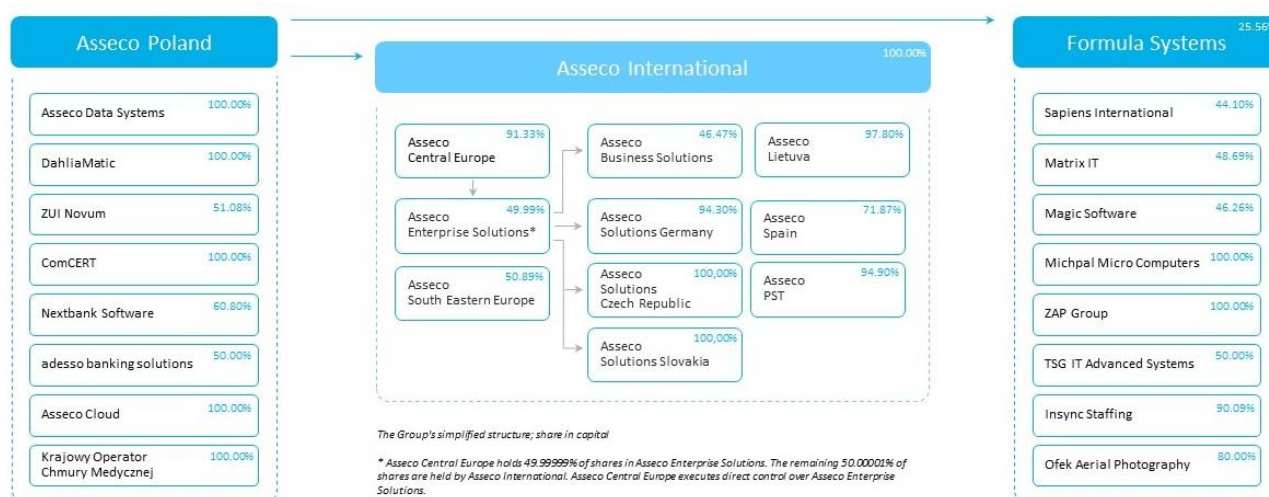 Asseco Poland
Asseco Data Systems 100.00%
DahliaMatic 100.00%
ZUI Novum 51.08%
ComCERT 100.00%
Nextbank Software 60.80%
adesso banking solutions 50.00%
Asseco Cloud 100.00%
Krajowy Operator 100.00%
Chmury Medycznej
Asseco International 100.00%
Asseco 91.33%
Central Europe
Asseco 49.99%
Enterprise Solutions*
Asseco 50.89%
South Eastern Europe
Asseco 46.47%
Business Solutions
Asseco 94.30%
Solutions Germany
Asseco 100,00%
Solutions
Czech Republic
Asseco 100,00%
Solutions Slovakia
Asseco 97.80%
Lietuva
Asseco 71.87%
Spain
Asseco 94.90%
PST
The Group's simplified structure; share in capital
* Asseco Central Europe holds 49.99999% of shares in Asseco Enterprise Solutions. The remaining 50.00001% of
shares are held by Asseco International. Asseco Central Europe executes direct control over Asseco Enterprise
Solutions.
Formula Systems 25.56%
Sapiens International 44.10%
Matrix IT 48.69%
Magic Software 46.26%
Michpal Micro Computers 100.00%
ZAP Group 100.00%
TSG IT Advanced Systems 50.00%
Insync Staffing 90.09%
Ofek Aerial Photography 80.00%